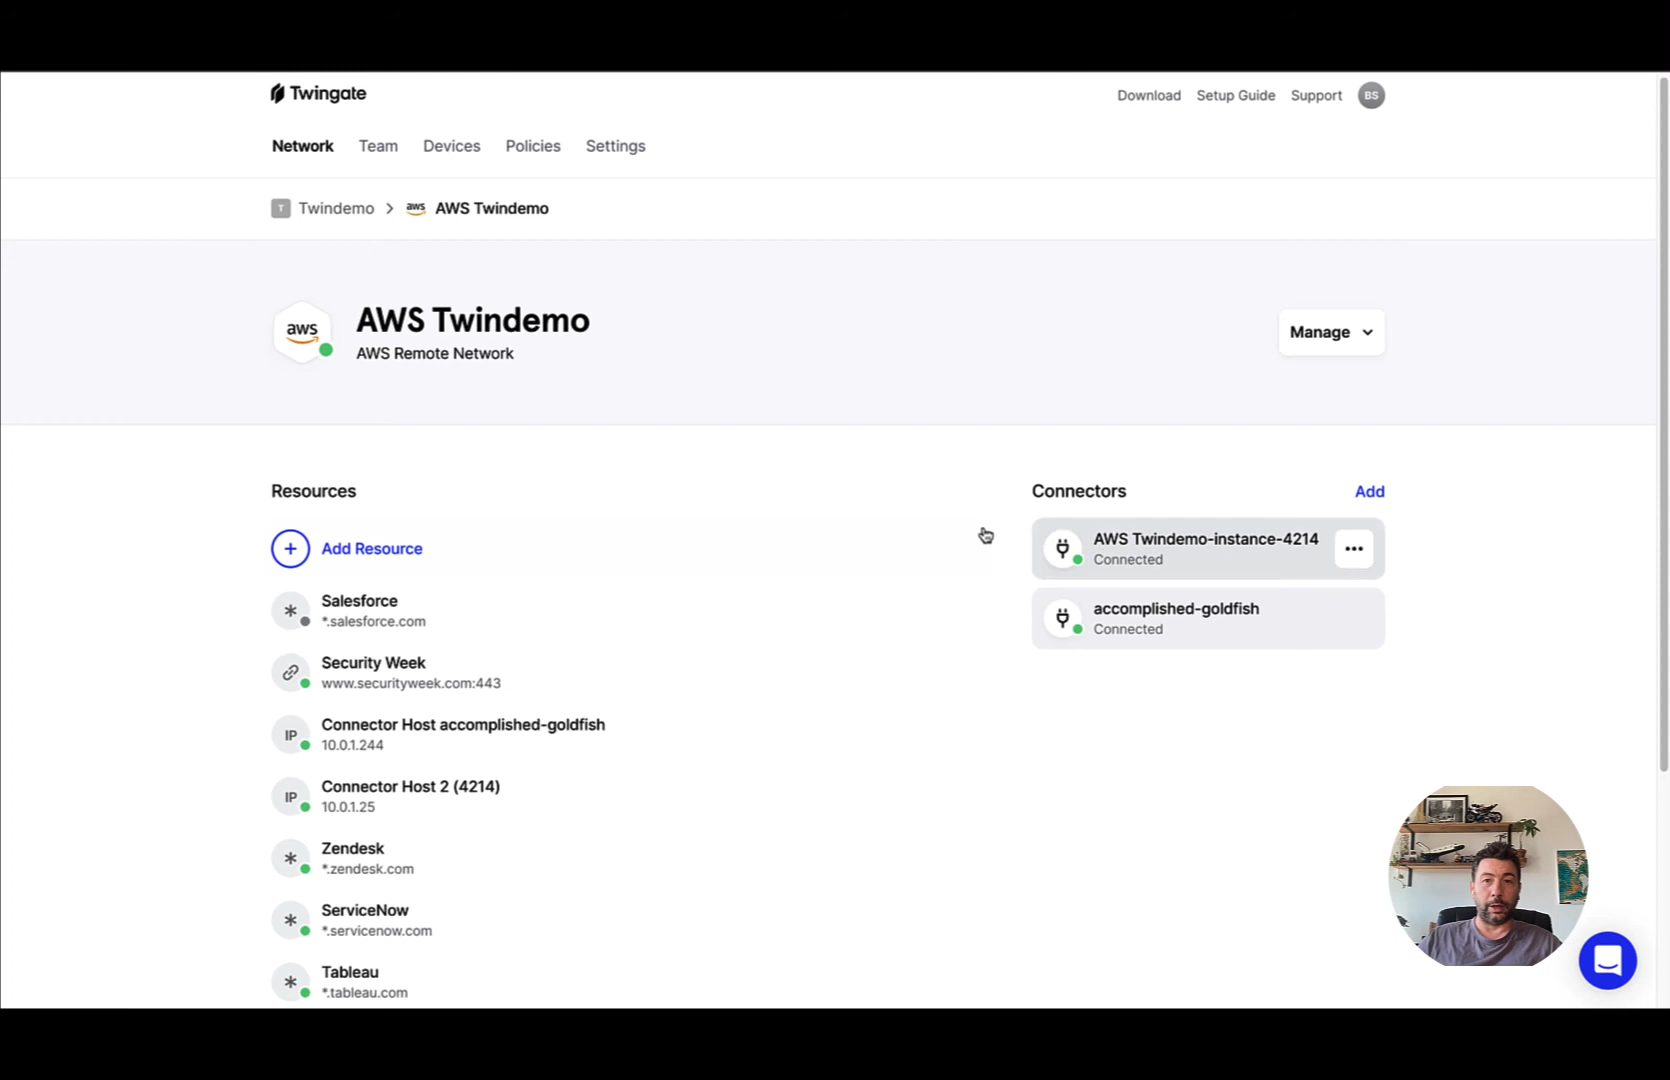 Twingate
Download Setup Guide Support BS
Network Team Devices Policies Settings
T Twindemo > aws AWS Twindemo
aws
AWS Twindemo
AWS Remote Network
Manage
Resources
Add Resource
Salesforce
*.salesforce.com
Security Week
www.securityweek.com:443
IP
Connector Host accomplished-goldfish
10.0.1.244
IP
Connector Host 2 (4214)
10.0.1.25
Zendesk
*.zendesk.com
ServiceNow
*.servicenow.com
Tableau
*.tableau.com
Connectors Add
AWS Twindemo-instance-4214
Connected
accomplished-goldfish
Connected